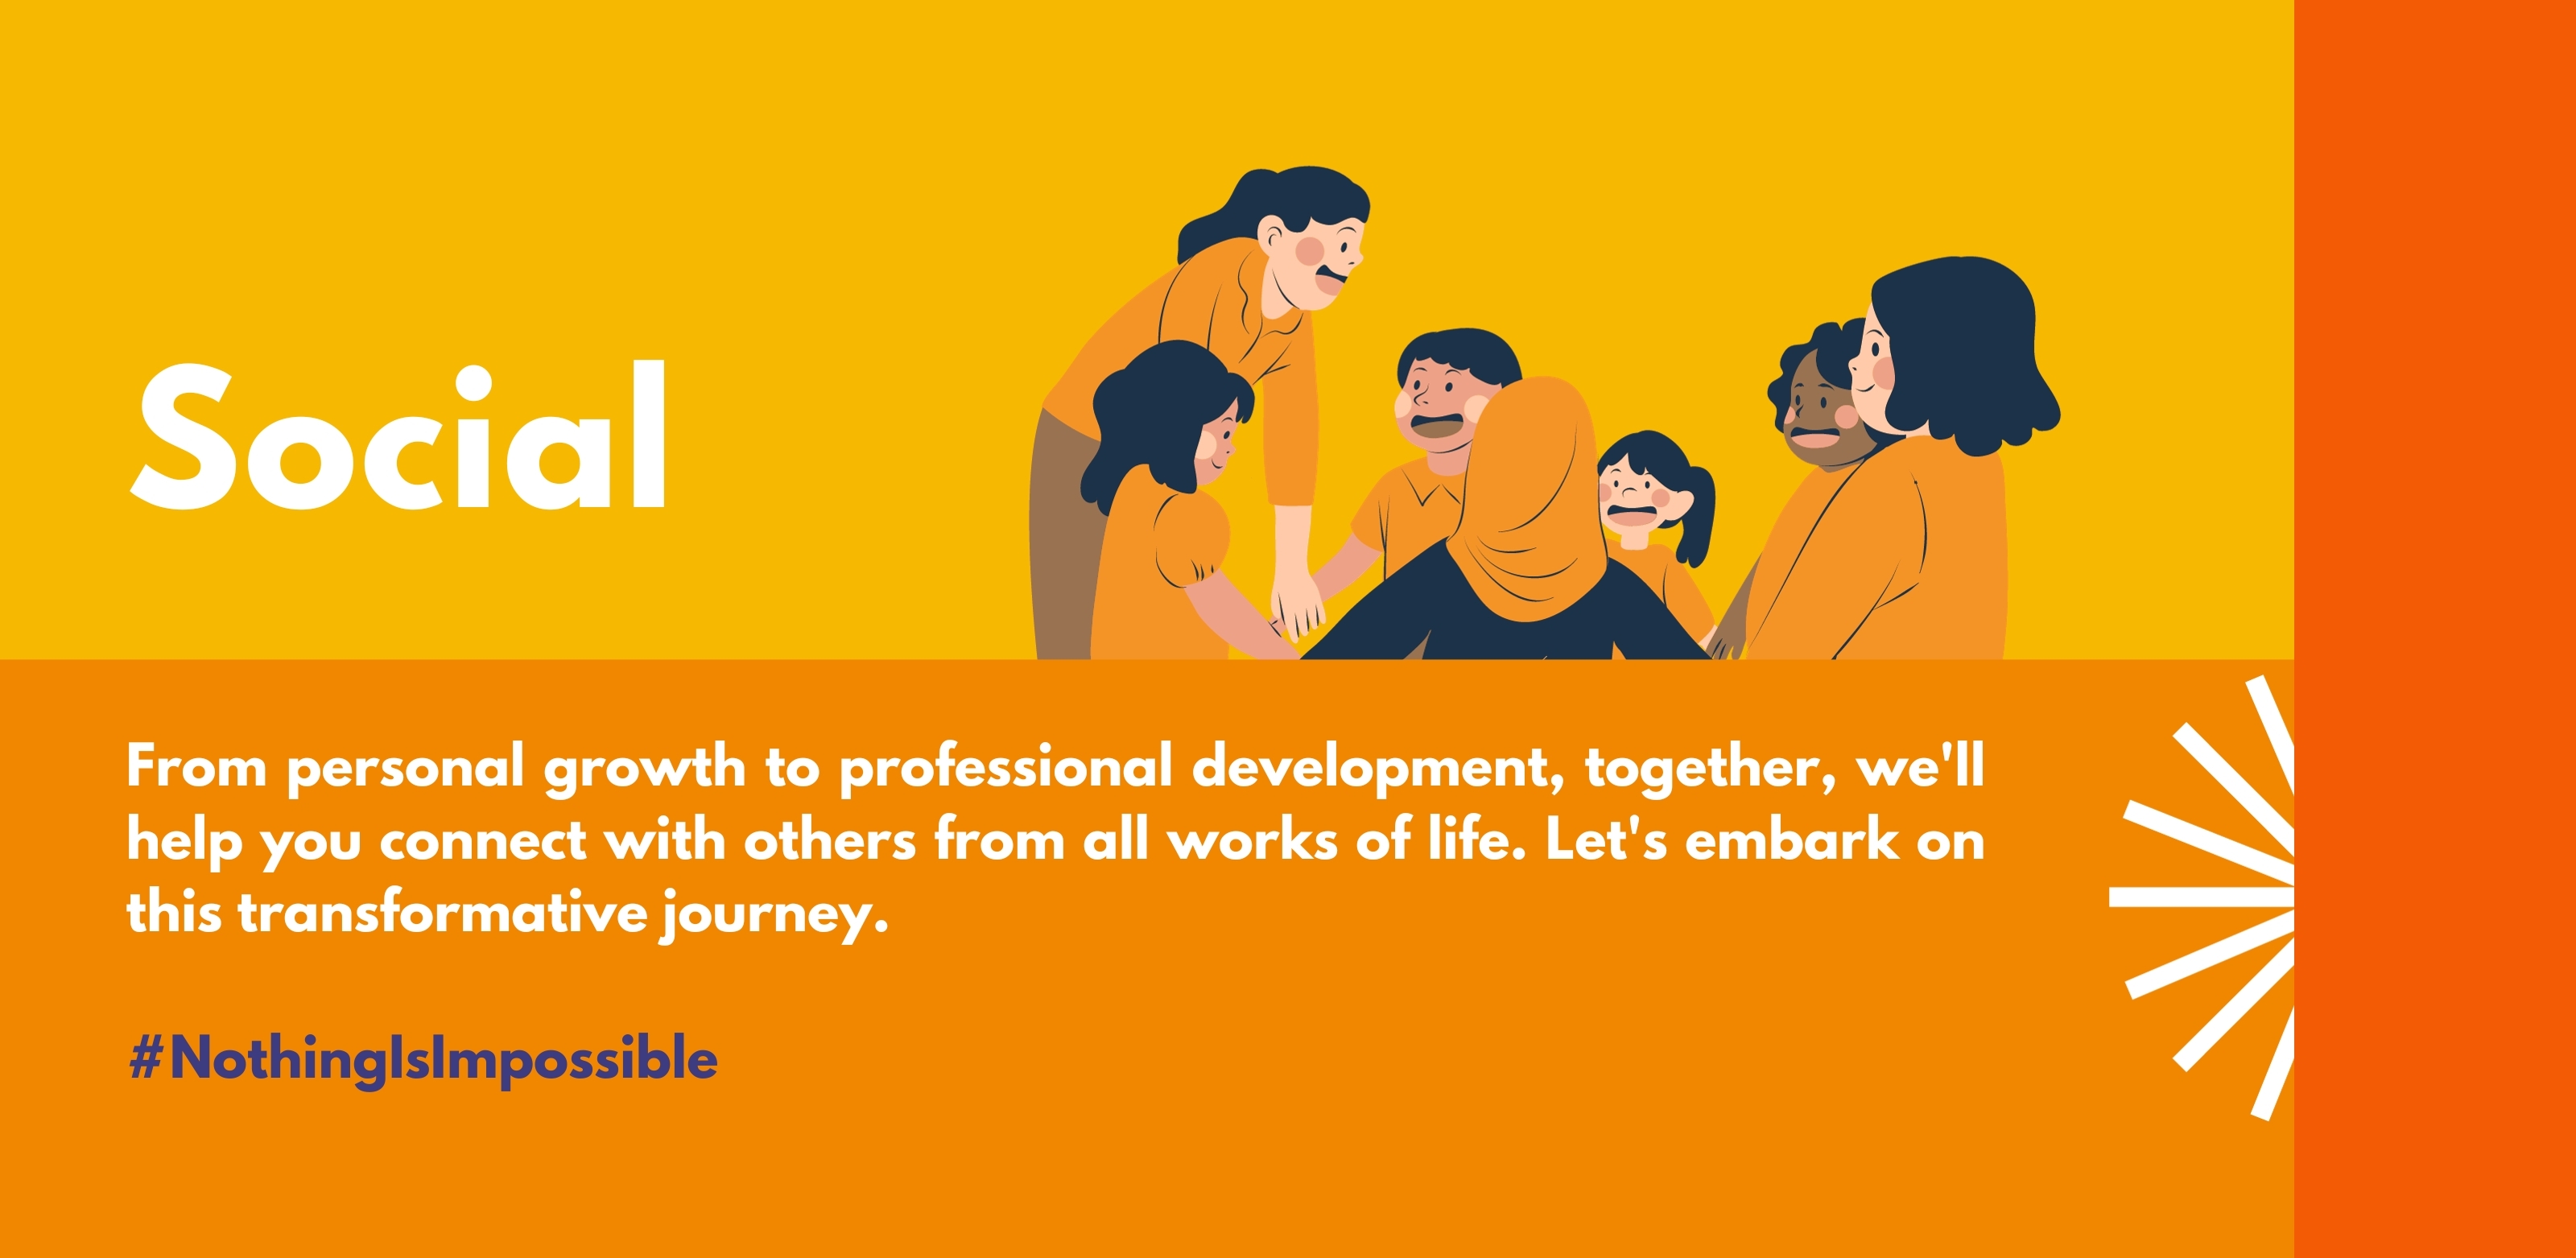 Social
From personal growth to professional development, together, we'll
help you connect with others from all works of life. Let's embark on
this transformative journey.
#NothingIsImpossible